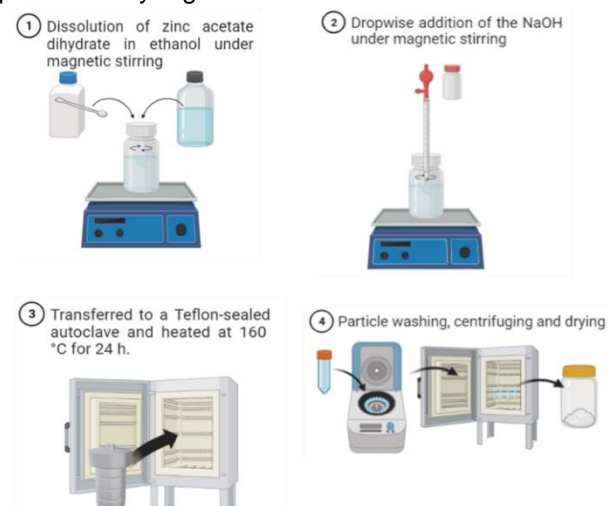 1 Dissolution of zinc acetate
dihydrate in ethanol under
magnetic stirring
2 Dropwise addition of the NaOH
under magnetic stirring
3 Transferred to a Teflon-sealed
autoclave and heated at 160
°C for 24 h.
4 Particle washing, centrifuging and drying